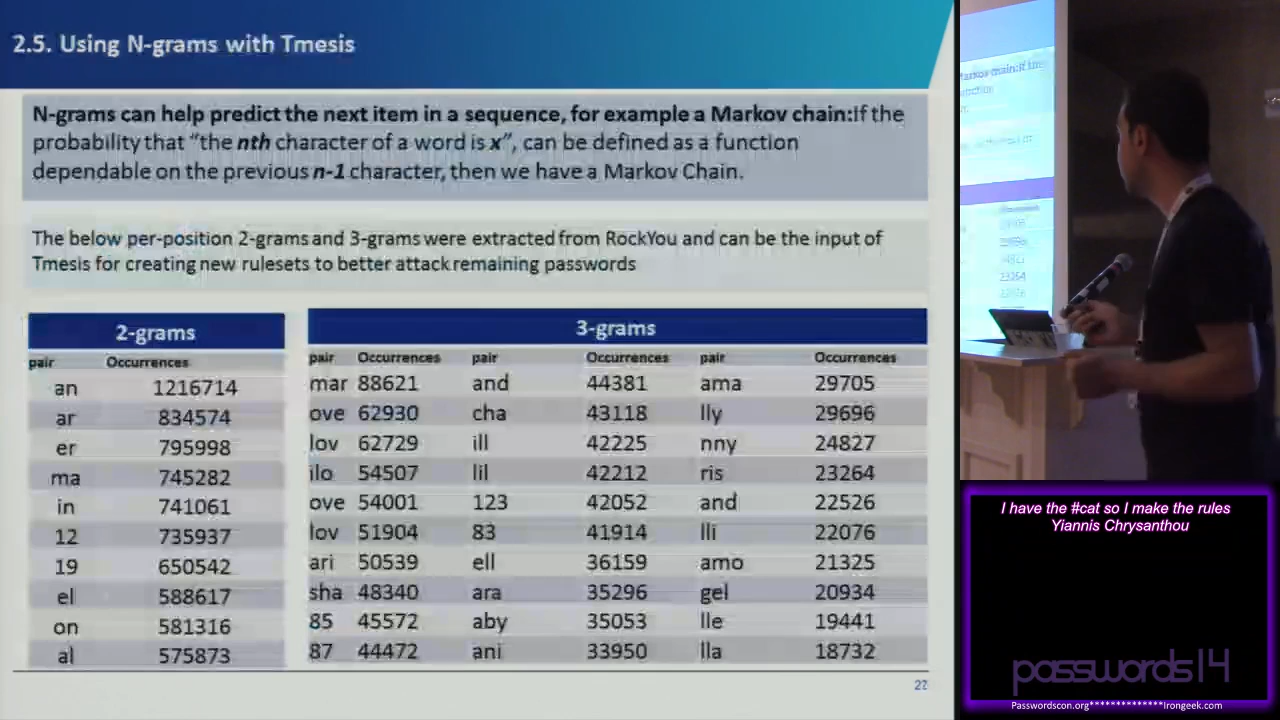 2.5. Using N-grams with Tmesis
N-grams can help predict the next item in a sequence, for example a Markov chain:If the
probability that "the nth character of a word is x", can be defined as a function
dependable on the previous n-1 character, then we have a Markov Chain.
The below per-position 2-grams and 3-grams were extracted from RockYou and can be the input of
Tmesis for creating new rulesets to better attack remaining passwords
2-grams
pair Occurrences
an 1216714
ar 834574
er 795998
ma 745282
in 741061
12 735937
19 650542
el 588617
on 581316
al 575873
3-grams
pair Occurrences pair Occurrences pair Occurrences
mar 88621 and 44381 ama 29705
ove 62930 cha 43118 lly 29696
lov 62729 ill 42225 nny 24827
ilo 54507 lil 42212 ris 23264
ove 54001 123 42052 and 22526
lov 51904 83 41914 lli 22076
ari 50539 ell 36159 amo 21325
sha 48340 ara 35296 gel 20934
85 45572 aby 35053 lle 19441
87 44472 ani 33950 lla 18732
I have the #cat so I make the rules
Yiannis Chrysanthou
passwords14
Passwordscon.org**************Irongeek.com